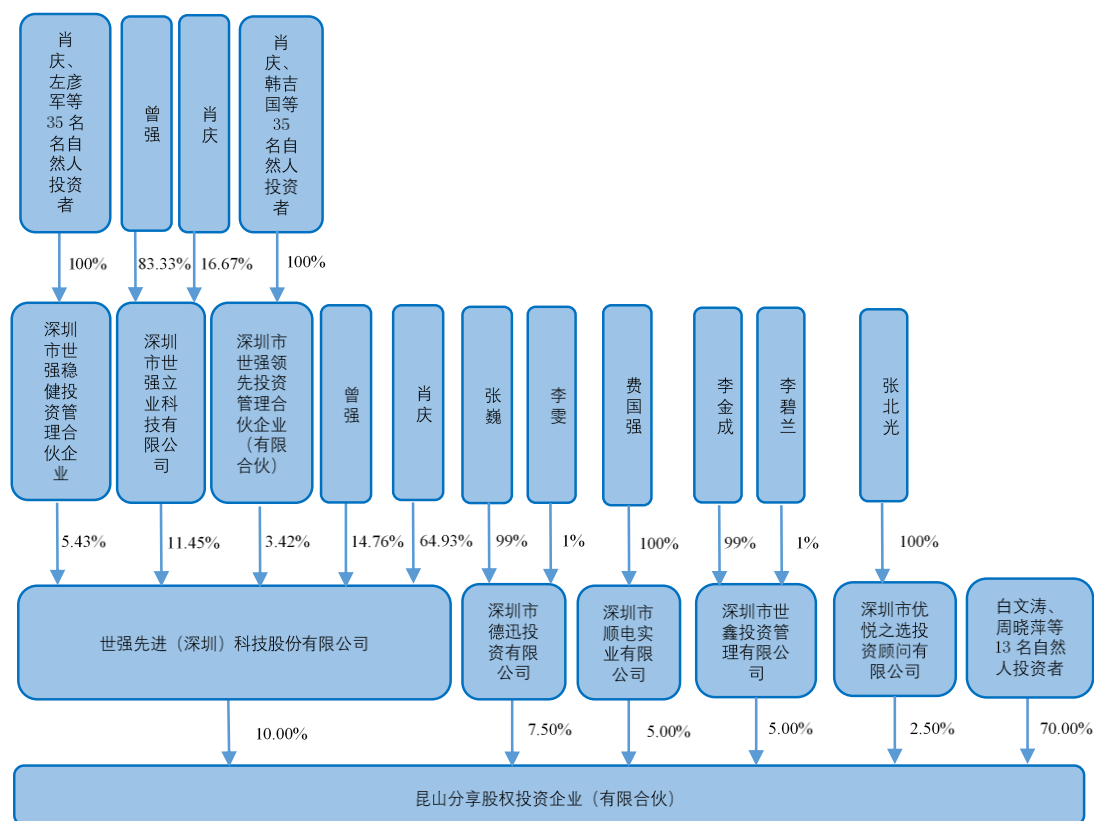 肖
庆、
左彦
军等
35 名
名自
然人
投资
者
曾
强
肖
庆
肖
庆、
韩吉
国等
35
名自
然人
投资
者
100%
83.33%
16.67%
100%
深圳
市世
强稳
健投
资管
理合
伙企
业
深圳
市世
强立
业科
技有
限公
司
深圳市
世强领
先投资
管理合
伙企业
（有限
合伙）
曾
强
肖
庆
张
巍
李
雯
费
国
强
李
金
成
李
碧
兰
张
北
光
5.43%
11.45%
3.42%
14.76%
64.93%
99%
1%
100%
99%
1%
100%
世强先进（深圳）科技股份有限公司
深圳市
德迅投
资有限
公司
深圳市
顺电实
业有限
公司
深圳市世
鑫投资管
理有限公
司
深圳市优
悦之选投
资顾问有
限公司
白文涛、
周晓萍等
13 名自然
人投资者
10.00%
7.50%
5.00%
5.00%
2.50%
70.00%
昆山分享股权投资企业（有限合伙）